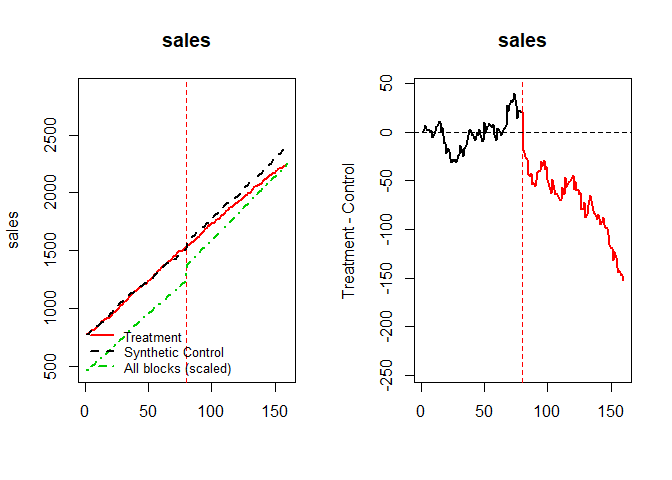 sales
sales
2500
2000
1500
1000
500
0
50
100
150
Treatment
Synthetic Control
All blocks (scaled)
sales
Treatment - Control
50
0
-50
-100
-150
-200
-250
0
50
100
150